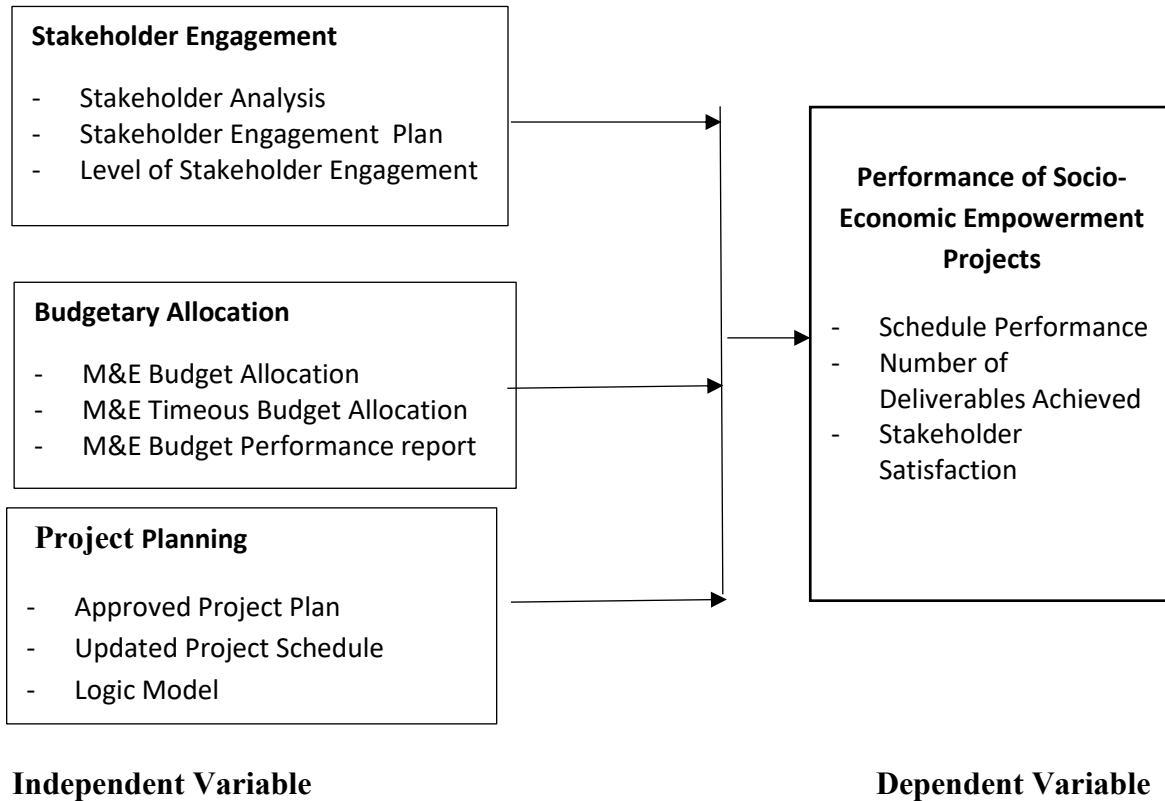 Stakeholder Engagement
- Stakeholder Analysis
- Stakeholder Engagement Plan
- Level of Stakeholder Engagement
Budgetary Allocation
- M&E Budget Allocation
- M&E Timeous Budget Allocation
- M&E Budget Performance report
Project Planning
- Approved Project Plan
- Updated Project Schedule
- Logic Model
Performance of Socio-
Economic Empowerment
Projects
- Schedule Performance
- Number of
Deliverables Achieved
- Stakeholder
Satisfaction
Independent Variable
Dependent Variable